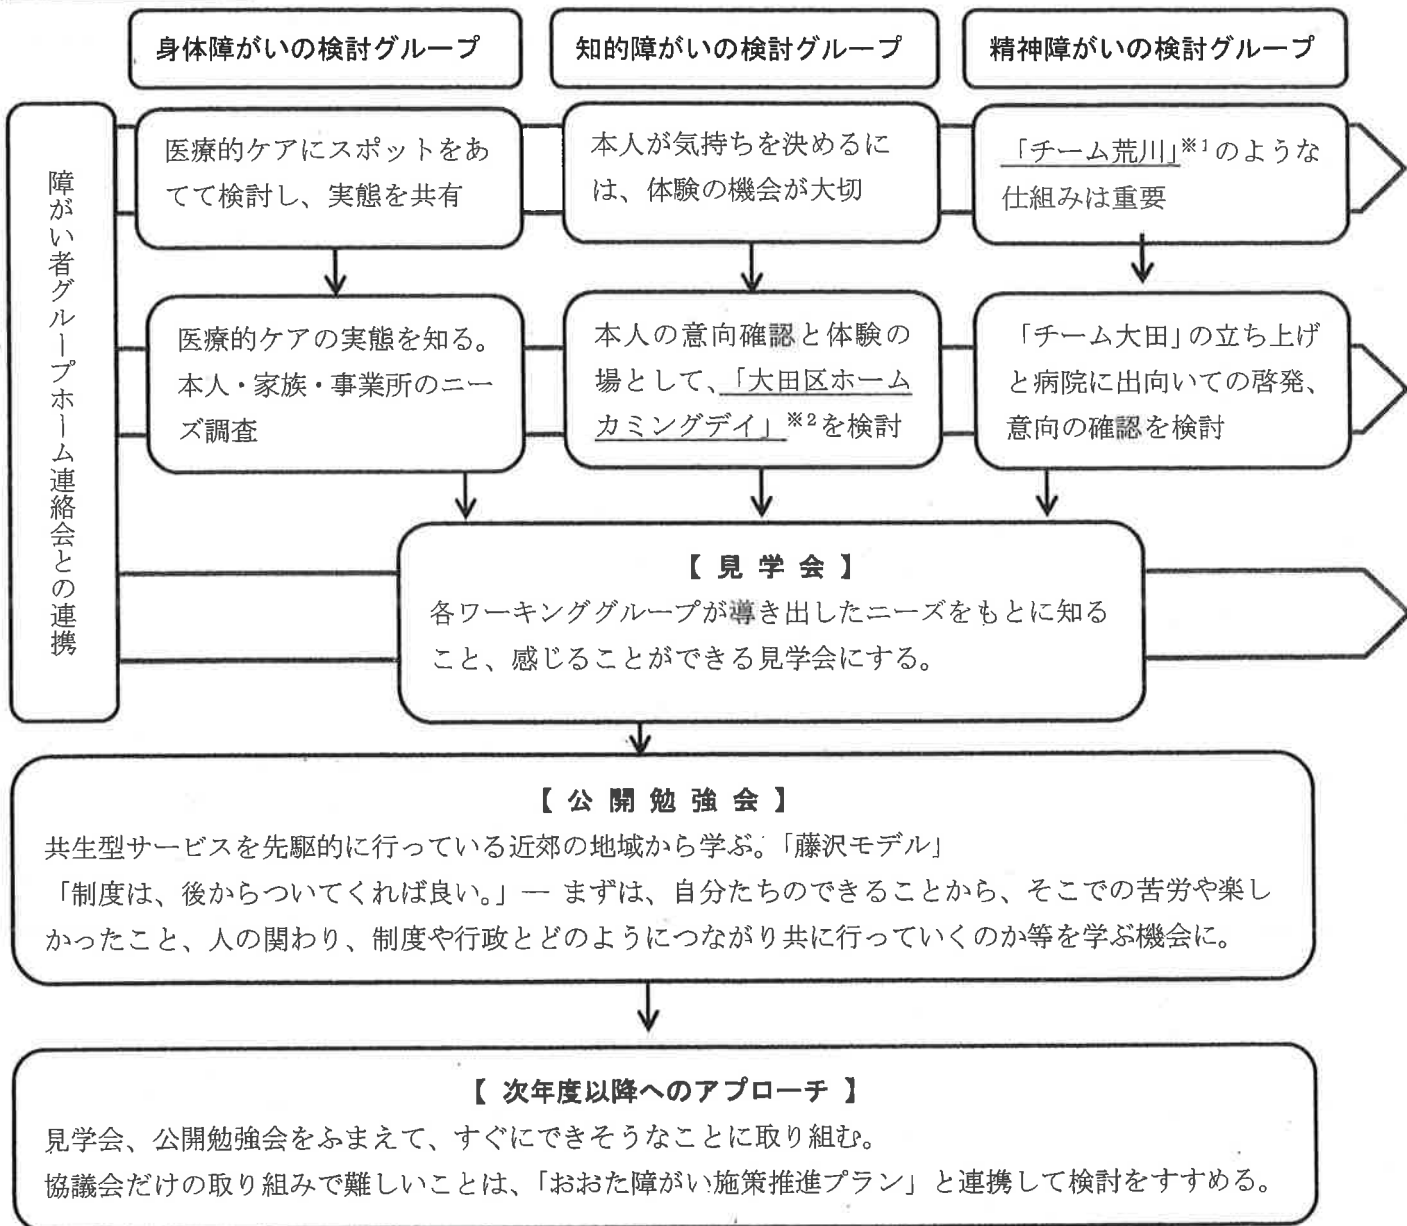 身体障がいの検討グループ
知的障がいの検討グループ
精神障がいの検討グループ
障がい者グループホーム連絡会との連携
医療的ケアにスポットをあ
てて検討し、実態を共有
本人が気持ちを決めるに
は、体験の機会が大切
「チーム荒川」※1のような
仕組みは重要
医療的ケアの実態を知る。
本人・家族・事業所のニー
ズ調査
本人の意向確認と体験の
場として、「大田区ホーム
カミングデイ」※2を検討
「チーム大田」の立ち上げ
と病院に出向いての啓発、
意向の確認を検討
【 見 学 会 】
各ワーキンググループが導き出したニーズをもとに知る
こと、感じることができる見学会にする。
【 公 開 勉 強 会 】
共生型サービスを先駆的に行っている近郊の地域から学ぶ。「藤沢モデル」
「制度は、後からついてくれば良い。」― まずは、自分たちのできることから、そこでの苦労や楽し
かったこと、人の関わり、制度や行政とどのようにつながり共に行っていくのか等を学ぶ機会に。
【 次年度以降へのアプローチ 】
見学会、公開勉強会をふまえて、すぐにできそうなことに取り組む。
協議会だけの取り組みで難しいことは、「おおた障がい施策推進プラン」と連携して検討をすすめる。